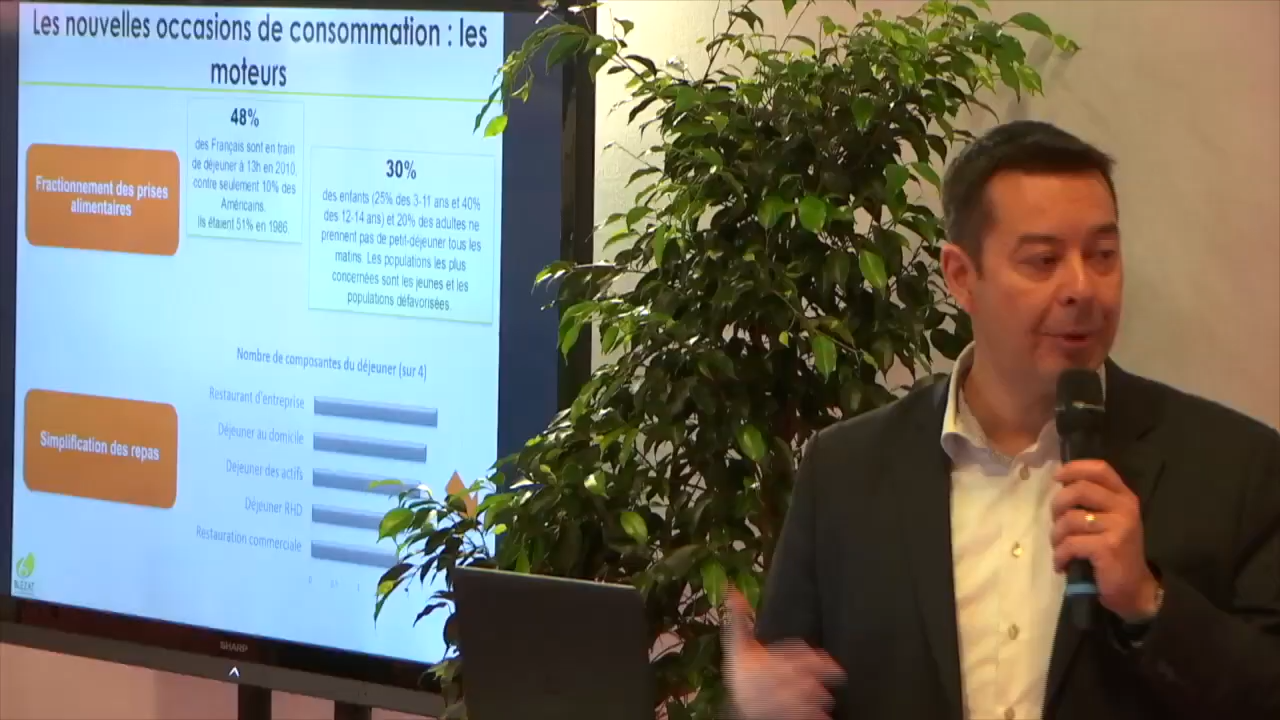 Les nouvelles occasions de consommation : les
moteurs
48%
des Français sont en train
de déjeuner à 13h en 2010,
contre seulement 10% des
Américains.
Ils étaient 51% en 1986.
30%
des enfants (25% des 3-11 ans et 40%
des 12-14 ans) et 20% des adultes ne
prennent pas de petit-déjeuner tous les
matins. Les populations les plus
concernées sont les jeunes et les
populations défavorisées.
Fractionnement des prises
alimentaires
Nombre de composantes du déjeuner (sur 4)
Restaurant d'entreprise
Déjeuner au domicile
Déjeuner des actifs
Déjeuner RHD
Restauration commerciale
Simplification des repas
SHARP